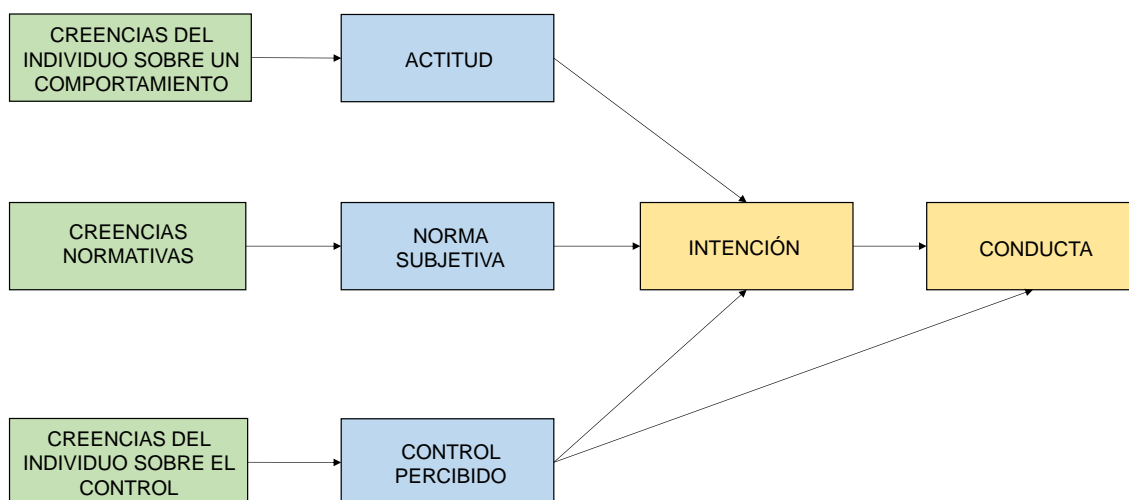 CREENCIAS DEL
INDIVIDUO SOBRE UN
COMPORTAMIENTO
ACTITUD
CREENCIAS
NORMATIVAS
NORMA
SUBJETIVA
INTENCIÓN
CONDUCTA
CREENCIAS DEL
INDIVIDUO SOBRE EL
CONTROL
CONTROL
PERCIBIDO